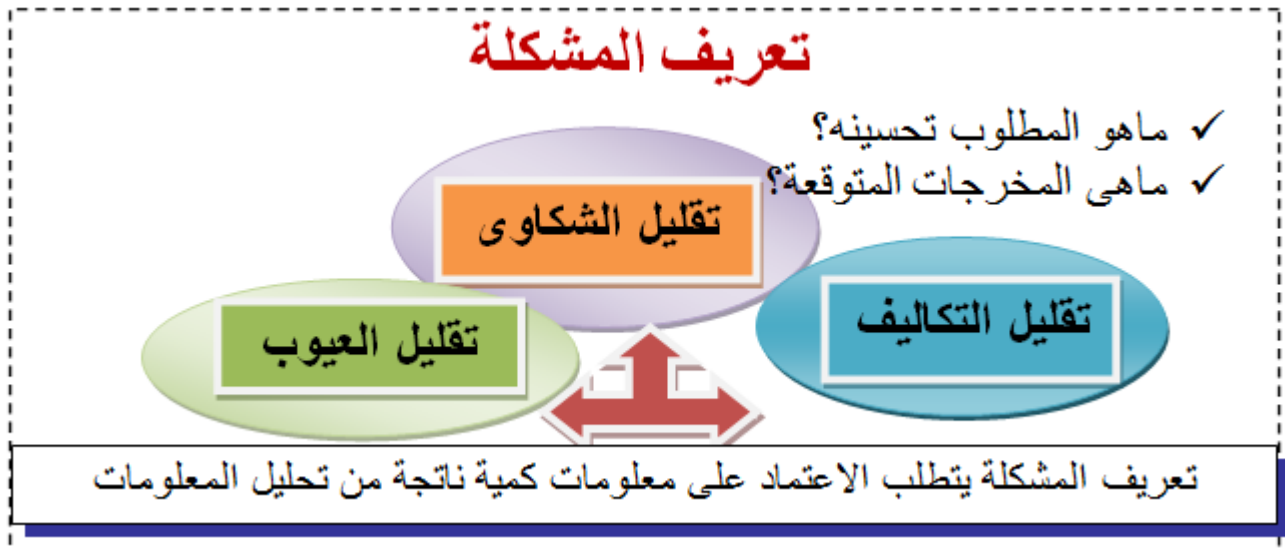 تعريف المشكلة
ماهو المطلوب تحسينه؟
ماهى المخرجات المتوقعة؟
تقليل الشكاوى
تقليل التكاليف
تقليل العيوب
تعريف المشكلة يتطلب الاعتماد على معلومات كمية ناتجة من تحليل المعلومات